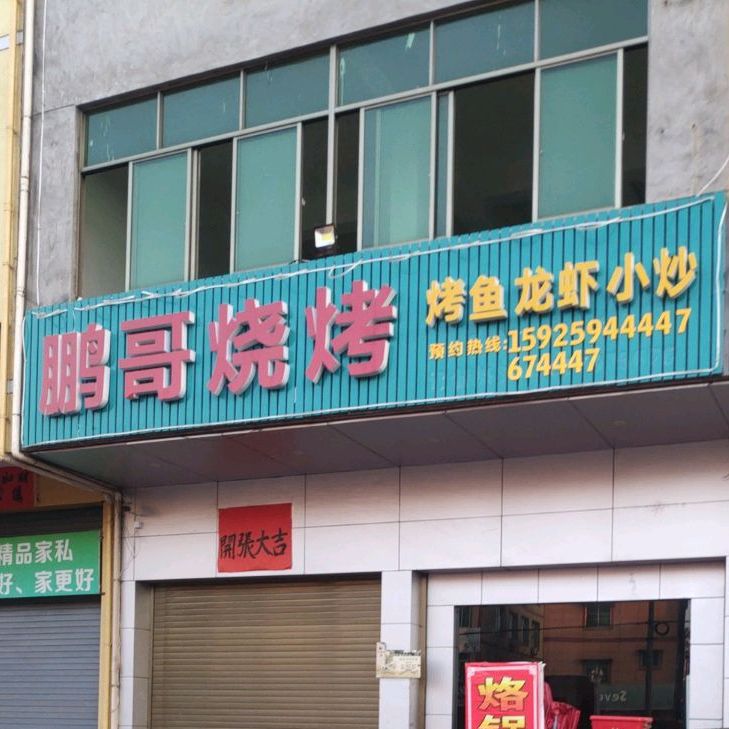 鹏哥烧烤
烤鱼龙虾小炒
预约热线:15925944447
674447
開張大吉
精品家私
好、家更好
烙
锅